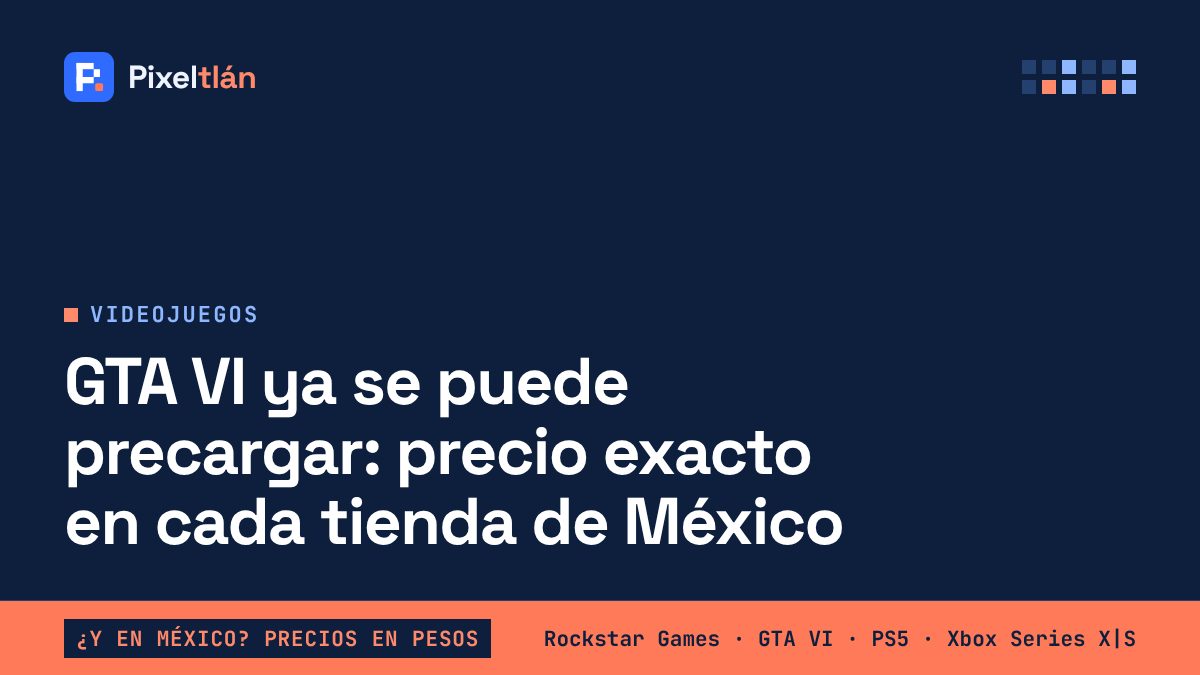 Pixeltlán
VIDEOJUEGOS
GTA VI ya se puede
precargar: precio exacto
en cada tienda de México
¿Y EN MÉXICO? PRECIOS EN PESOS
Rockstar Games · GTA VI · PS5 · Xbox Series X|S